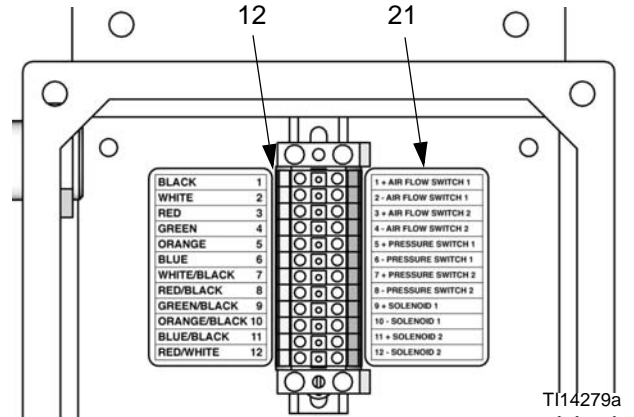 12 21
BLACK 1
WHITE 2
RED 3
GREEN 4
ORANGE 5
BLUE 6
WHITE/BLACK 7
RED/BLACK 8
GREEN/BLACK 9
ORANGE/BLACK 10
BLUE/BLACK 11
RED/WHITE 12
1 + AIR FLOW SWITCH 1
2 - AIR FLOW SWITCH 1
3 + AIR FLOW SWITCH 2
4 - AIR FLOW SWITCH 2
5 + PRESSURE SWITCH 1
6 - PRESSURE SWITCH 1
7 + PRESSURE SWITCH 2
8 - PRESSURE SWITCH 2
9 + SOLENOID 1
10 - SOLENOID 1
11 + SOLENOID 2
12 - SOLENOID 2
TI14279a